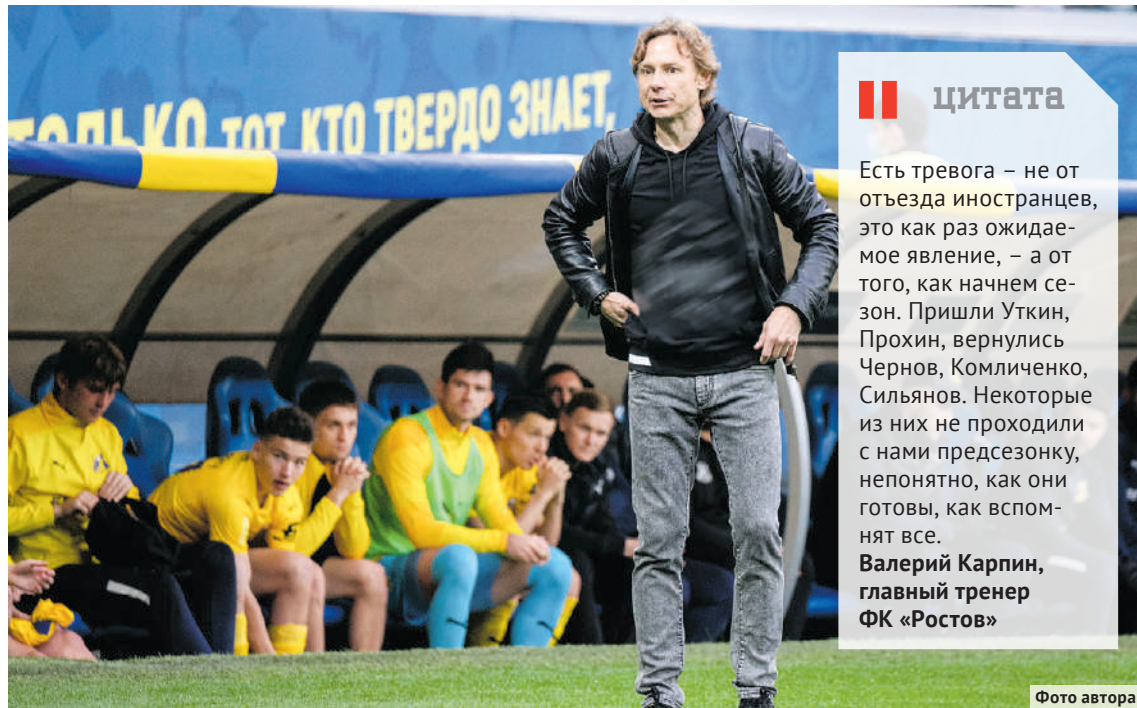 ТОЛЬКО ТОТ, КТО ТВЕРДО ЗНАЕТ,
цитата
Есть тревога – не от
отъезда иностранцев,
это как раз ожидае-
мое явление, – а от
того, как начнем се-
зон. Пришли Уткин,
Прохин, вернулись
Чернов, Комличенко,
Сильянов. Некоторые
из них не проходили
с нами предсезонку,
непонятно, как они
готовы, как вспом-
нят все.
Валерий Карпин,
главный тренер
ФК «Ростов»
Фото автора